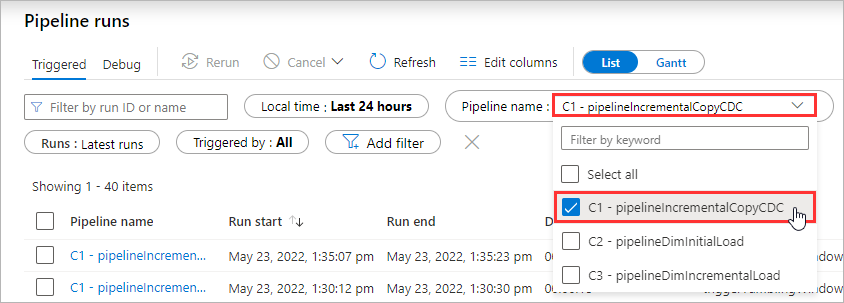 Pipeline runs
Triggered Debug Rerun Cancel Refresh Edit columns List Gantt
Filter by run ID or name Local time : Last 24 hours Pipeline name : C1 - pipelineIncrementalCopyCDC
Filter by keyword
Runs : Latest runs Triggered by : All Add filter
Select all
Showing 1 - 40 items
C1 - pipelineIncrementalCopyCDC
Pipeline name Run start Run end
C2 - pipelineDimInitialLoad
C1 - pipelineIncremen... May 23, 2022, 1:35:07 pm May 23, 2022, 1:35:23 pm
C3 - pipelineDimIncrementalLoad
C1 - pipelineIncremen... May 23, 2022, 1:30:12 pm May 23, 2022, 1:30:30 pm